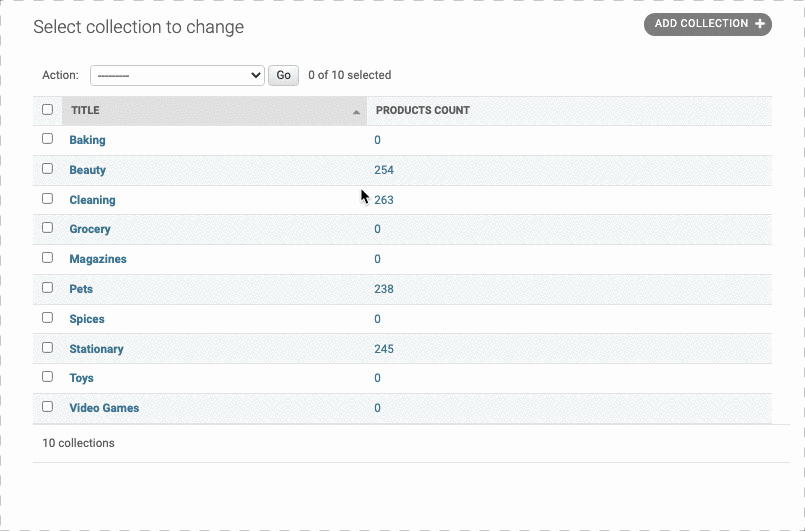 Select collection to change
ADD COLLECTION +
Action: --------- Go 0 of 10 selected
TITLE PRODUCTS COUNT
Baking 0
Beauty 254
Cleaning 263
Grocery 0
Magazines 0
Pets 238
Spices 0
Stationary 245
Toys 0
Video Games 0
10 collections